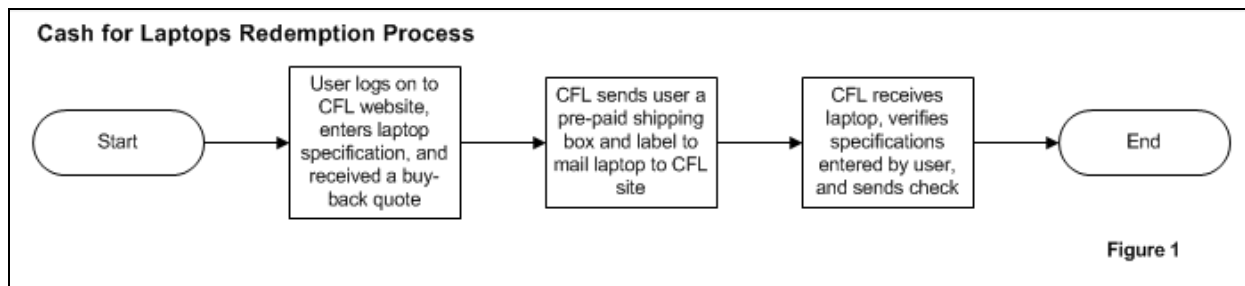 Cash for Laptops Redemption Process
Start
User logs on to
CFL website,
enters laptop
specification, and
received a buy-
back quote
CFL sends user a
pre-paid shipping
box and label to
mail laptop to CFL
site
CFL receives
laptop, verifies
specifications
entered by user,
and sends check
End
Figure 1